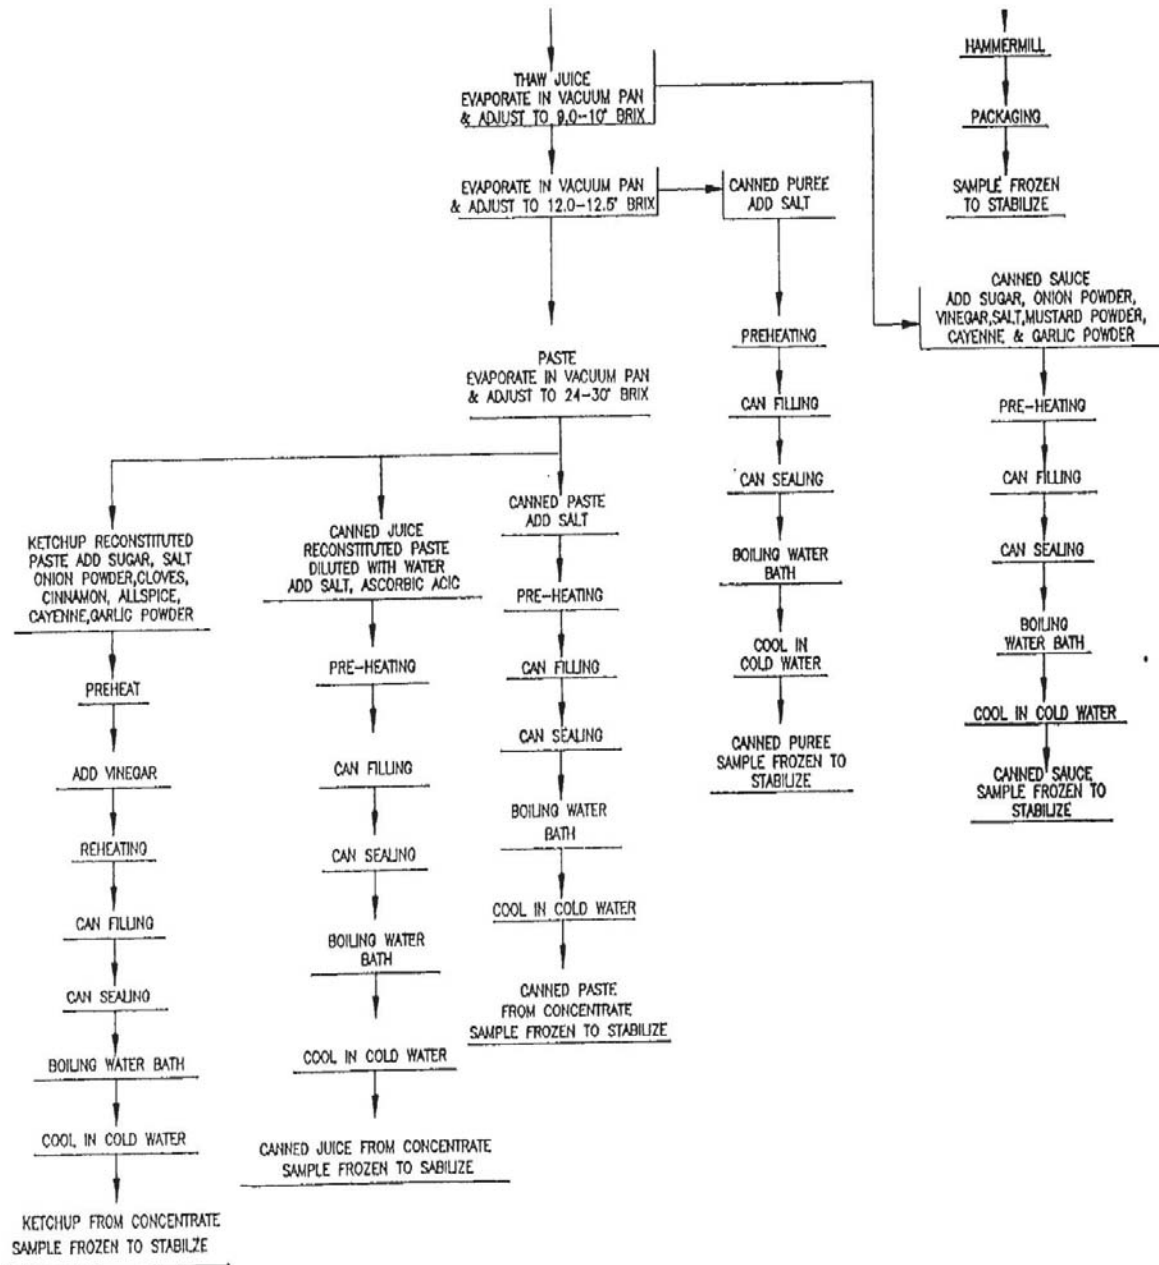 THAW JUICE
EVAPORATE IN VACUUM PAN
& ADJUST TO 9.0-10° BRIX
EVAPORATE IN VACUUM PAN
& ADJUST TO 12.0-12.5° BRIX
PASTE
EVAPORATE IN VACUUM PAN
& ADJUST TO 24-30° BRIX
KETCHUP RECONSTITUTED
PASTE ADD SUGAR, SALT
ONION POWDER,CLOVES,
CINNAMON, ALLSPICE,
CAYENNE,GARLIC POWDER
PREHEAT
ADD VINEGAR
REHEATING
CAN FILLING
CAN SEALING
BOILING WATER BATH
COOL IN COLD WATER
KETCHUP FROM CONCENTRATE
SAMPLE FROZEN TO STABILZE
CANNED JUICE
RECONSTITUTED PASTE
DILUTED WITH WATER
ADD SALT, ASCORBIC ACID
PRE-HEATING
CAN FILLING
CAN SEALING
BOILING WATER
BATH
COOL IN COLD WATER
CANNED JUICE FROM CONCENTRATE
SAMPLE FROZEN TO SABILIZE
CANNED PASTE
ADD SALT
PRE-HEATING
CAN FILLING
CAN SEALING
BOILING WATER
BATH
COOL IN COLD WATER
CANNED PASTE
FROM CONCENTRATE
SAMPLE FROZEN TO STABILIZE
CANNED PUREE
ADD SALT
PREHEATING
CAN FILLING
CAN SEALING
BOILING WATER
BATH
COOL IN
COLD WATER
CANNED PUREE
SAMPLE FROZEN TO
STABILIZE
HAMMERMILL
PACKAGING
SAMPLE FROZEN
TO STABILIZE
CANNED SAUCE
ADD SUGAR, ONION POWDER,
VINEGAR,SALT,MUSTARD POWDER,
CAYENNE & GARLIC POWDER
PRE-HEATING
CAN FILLING
CAN SEALING
BOILING
WATER BATH
COOL IN COLD WATER
CANNED SAUCE
SAMPLE FROZEN TO
STABILIZE